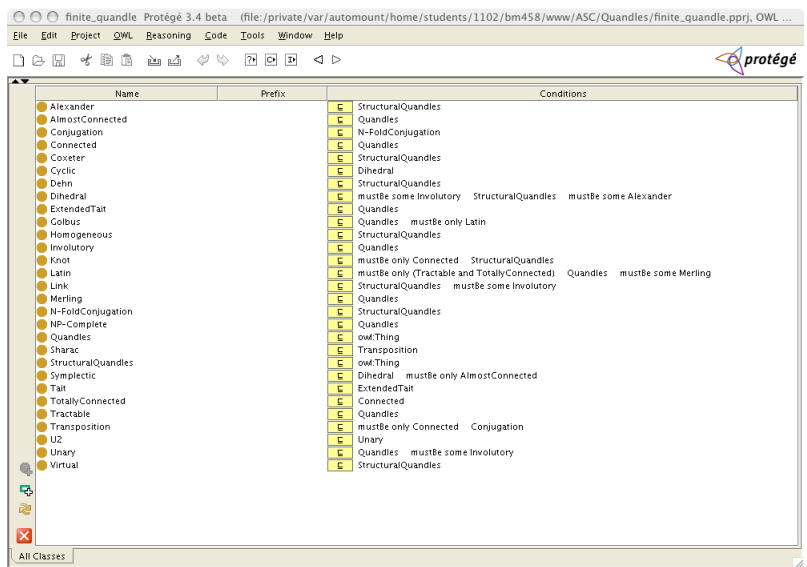 finite_quandle Protégé 3.4 beta (file:/private/var/automount/home/students/1102/bm458/www/ASC/Quandles/finite_quandle.pprj, OWL ...
File Edit Project OWL Reasoning Code Tools Window Help
protégé
Name Prefix Conditions
Alexander ⊑ StructuralQuandles
AlmostConnected ⊑ Quandles
Conjugation ⊑ N-FoldConjugation
Connected ⊑ Quandles
Coxeter ⊑ StructuralQuandles
Cyclic ⊑ Dihedral
Dehn ⊑ StructuralQuandles
Dihedral ⊑ mustBe some Involutory StructuralQuandles mustBe some Alexander
ExtendedTait ⊑ Quandles
Golbus ⊑ Quandles mustBe only Latin
Homogeneous ⊑ StructuralQuandles
Involutory ⊑ Quandles
Knot ⊑ mustBe only Connected StructuralQuandles
Latin ⊑ mustBe only (Tractable and TotallyConnected) Quandles mustBe some Merling
Link ⊑ StructuralQuandles mustBe some Involutory
Merling ⊑ Quandles
N-FoldConjugation ⊑ StructuralQuandles
NP-Complete ⊑ Quandles
Quandles ⊑ owl:Thing
Sharac ⊑ Transposition
StructuralQuandles ⊑ owl:Thing
Symplectic ⊑ Dihedral mustBe only AlmostConnected
Tait ⊑ ExtendedTait
TotallyConnected ⊑ Connected
Tractable ⊑ Quandles
Transposition ⊑ mustBe only Connected Conjugation
U2 ⊑ Unary
Unary ⊑ Quandles mustBe some Involutory
Virtual ⊑ StructuralQuandles
All Classes